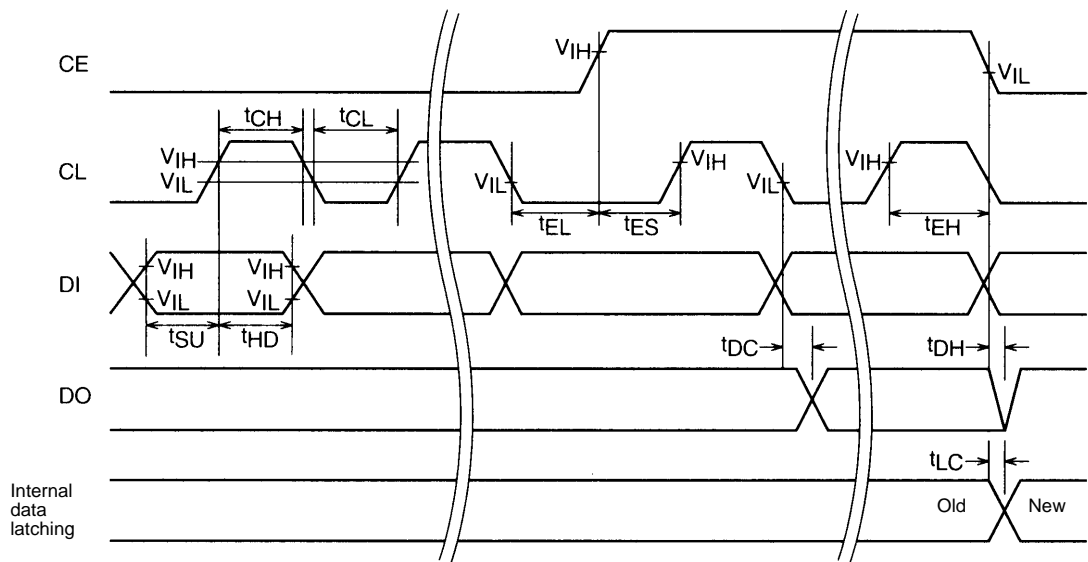 CE
VIH
VIL
tCH
tCL
CL
VIH
VIL
VIL
VIH
VIL
VIH
tEL
tES
tEH
DI
VIH
VIH
VIL
VIL
tSU
tHD
tDC
tDH
DO
tLC
Internal
data
latching
Old
New